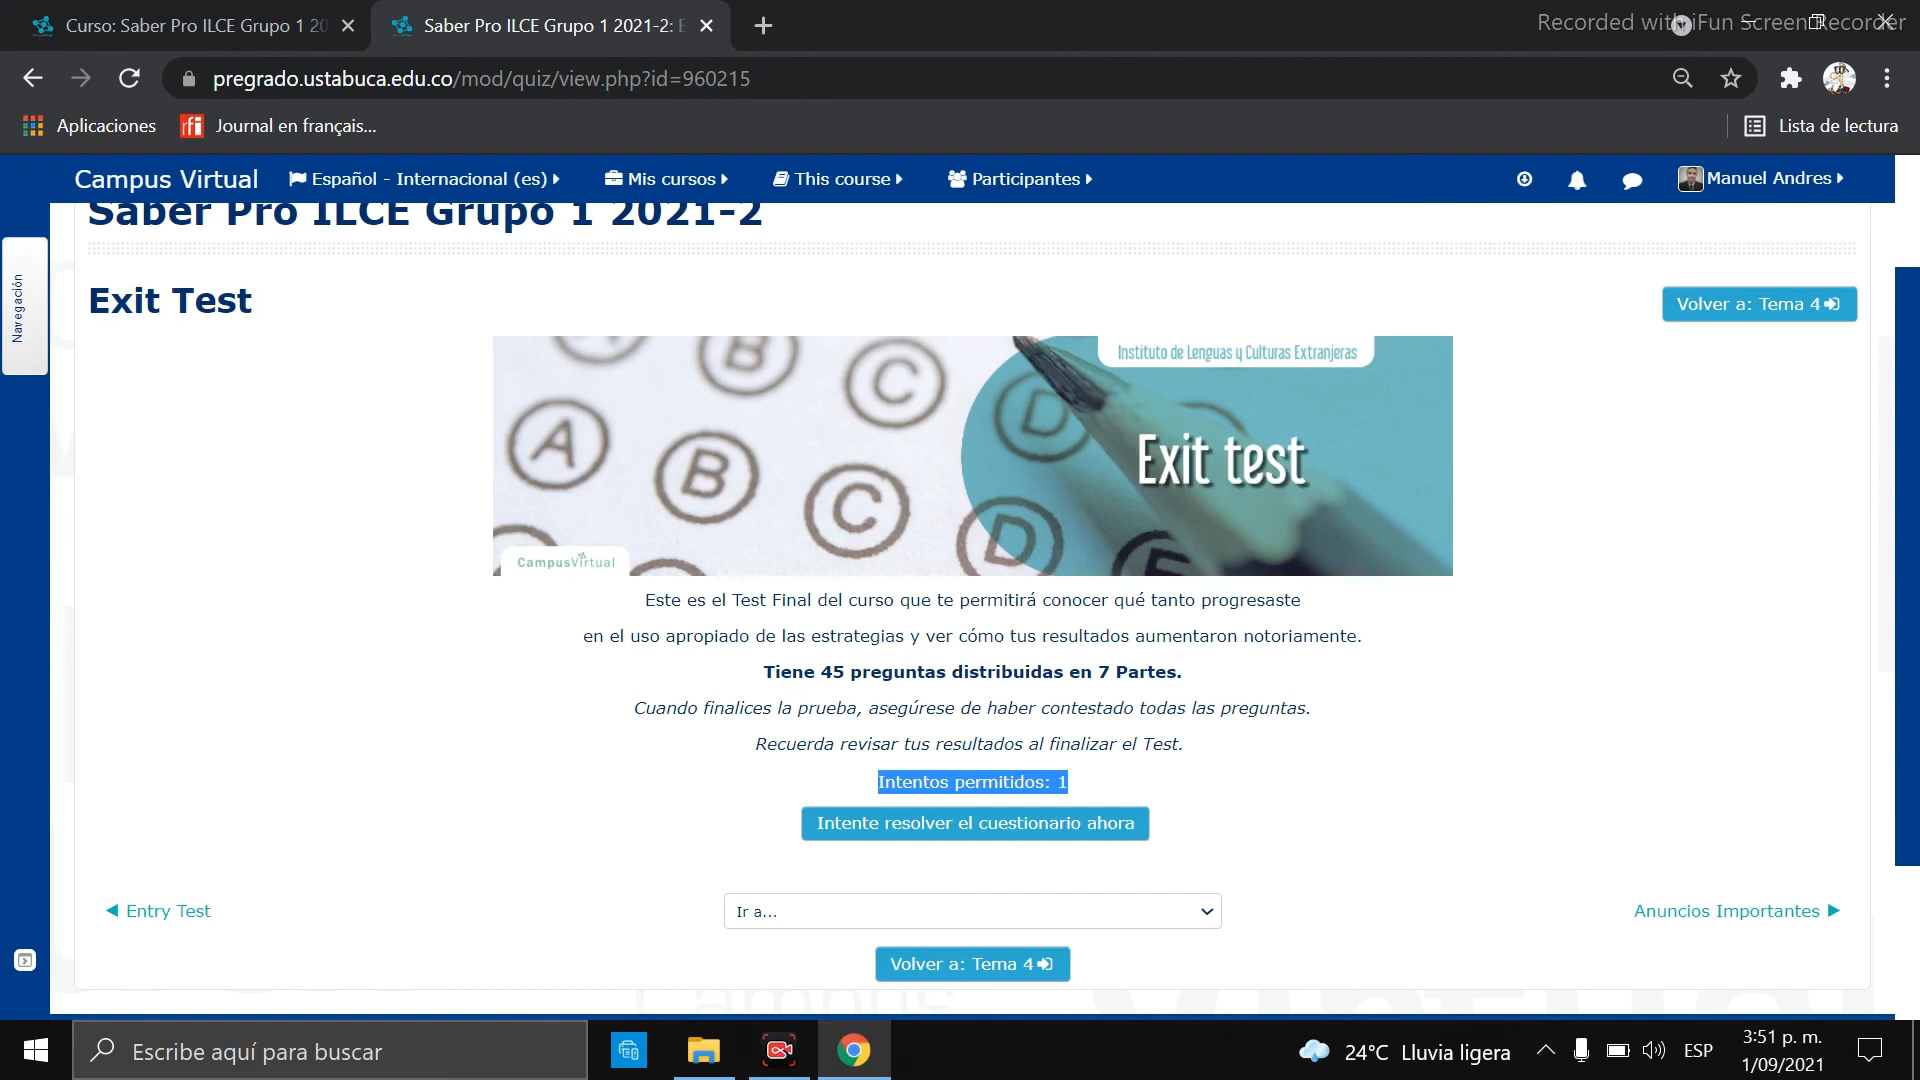 Curso: Saber Pro ILCE Grupo 1 20
Saber Pro ILCE Grupo 1 2021-2: E
Recorded with iFun Screen Recorder
pregrado.ustabuca.edu.co/mod/quiz/view.php?id=960215
Aplicaciones
rfi Journal en français...
Lista de lectura
Campus Virtual
Español - Internacional (es)
Mis cursos
This course
Participantes
Manuel Andres
Saber Pro ILCE Grupo 1 2021-2
Navegación
Exit Test
Volver a: Tema 4
Instituto de Lenguas y Culturas Extranjeras
A B C D
A B C D E
Exit test
CampusVirtual
Este es el Test Final del curso que te permitirá conocer qué tanto progresaste
en el uso apropiado de las estrategias y ver cómo tus resultados aumentaron notoriamente.
Tiene 45 preguntas distribuidas en 7 Partes.
Cuando finalices la prueba, asegúrese de haber contestado todas las preguntas.
Recuerda revisar tus resultados al finalizar el Test.
Intentos permitidos: 1
Intente resolver el cuestionario ahora
◄ Entry Test
Ir a...
Anuncios Importantes ►
Volver a: Tema 4
Campus
Escribe aquí para buscar
24°C Lluvia ligera
ESP
3:51 p. m.
1/09/2021